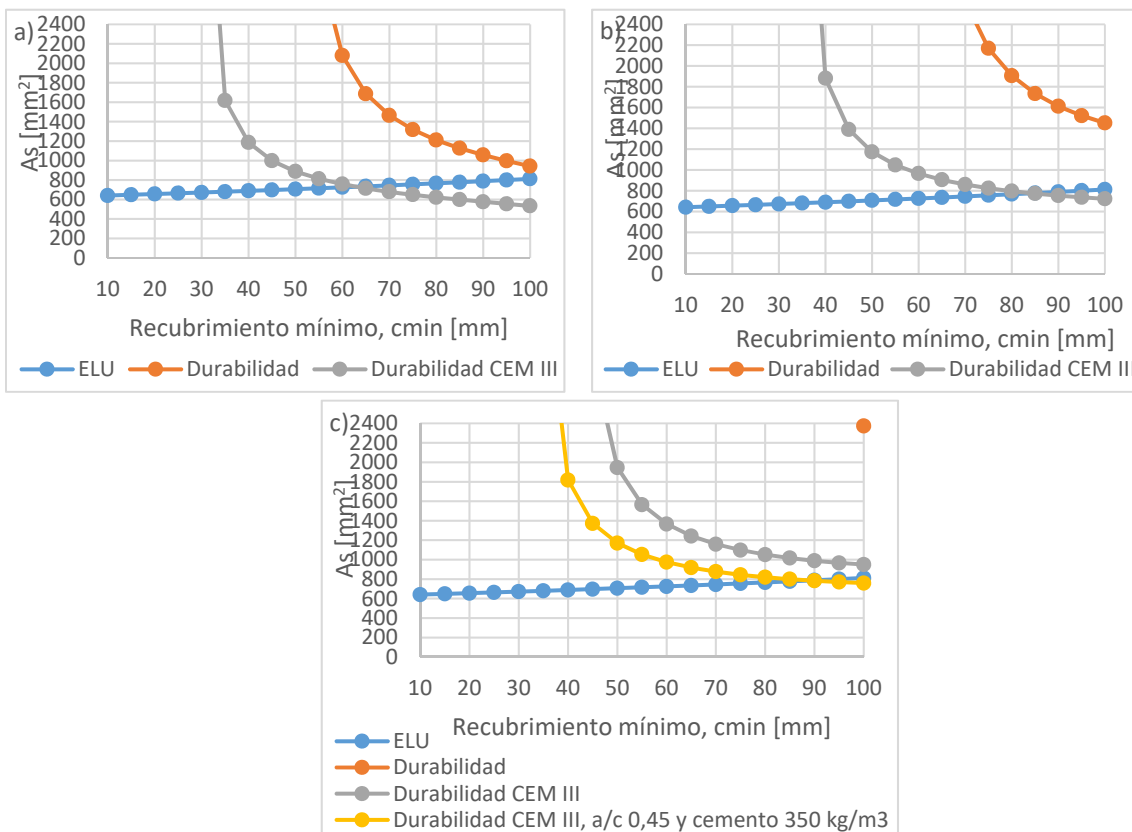 a)
As [mm²]
2400
2200
2000
1800
1600
1400
1200
1000
800
600
400
200
0
10 20 30 40 50 60 70 80 90 100
Recubrimiento mínimo, cmin [mm]
ELU Durabilidad Durabilidad CEM III
b)
As [mm²]
2400
2200
2000
1800
1600
1400
1200
1000
800
600
400
200
0
10 20 30 40 50 60 70 80 90 100
Recubrimiento mínimo, cmin [mm]
ELU Durabilidad Durabilidad CEM III
c)
As [mm²]
2400
2200
2000
1800
1600
1400
1200
1000
800
600
400
200
0
10 20 30 40 50 60 70 80 90 100
Recubrimiento mínimo, cmin [mm]
ELU
Durabilidad
Durabilidad CEM III
Durabilidad CEM III, a/c 0,45 y cemento 350 kg/m3